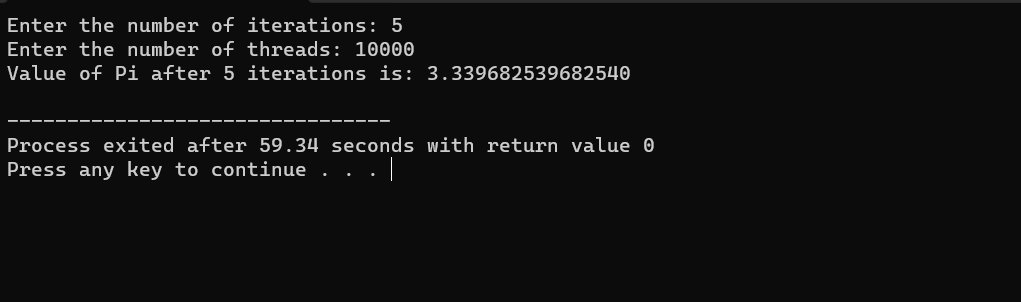 Enter the number of iterations: 5
Enter the number of threads: 10000
Value of Pi after 5 iterations is: 3.339682539682540
--------------------------------
Process exited after 59.34 seconds with return value 0
Press any key to continue . . .